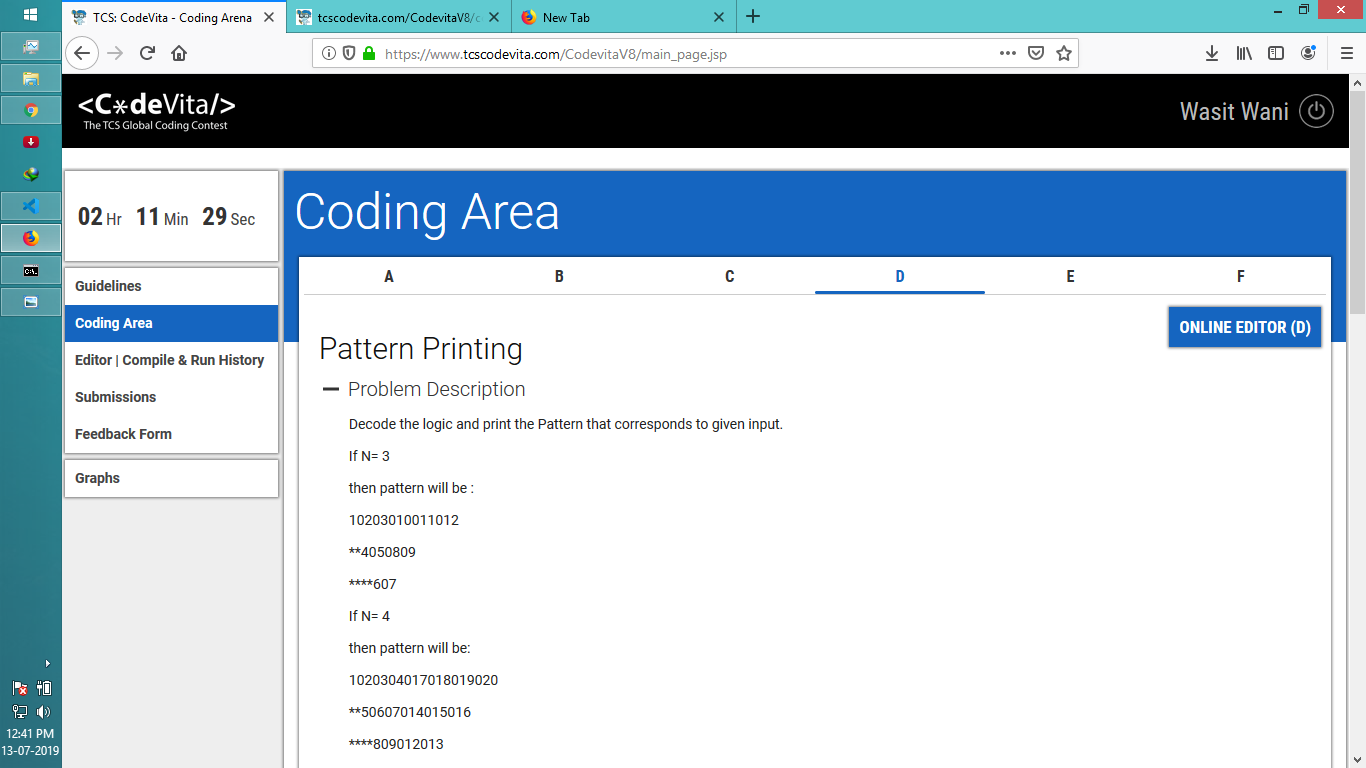 TCS: CodeVita - Coding Arena
tcscodevita.com/CodevitaV8/
New Tab
https://www.tcscodevita.com/CodevitaV8/main_page.jsp
<C*deVita/>
The TCS Global Coding Contest
Wasit Wani
02 Hr 11 Min 29 Sec
Guidelines
Coding Area
Editor | Compile & Run History
Submissions
Feedback Form
Graphs
Coding Area
A B C D E F
ONLINE EDITOR (D)
Pattern Printing
Problem Description
Decode the logic and print the Pattern that corresponds to given input.
If N= 3
then pattern will be :
10203010011012
**4050809
****607
If N= 4
then pattern will be:
1020304017018019020
**50607014015016
****809012013
12:41 PM
13-07-2019